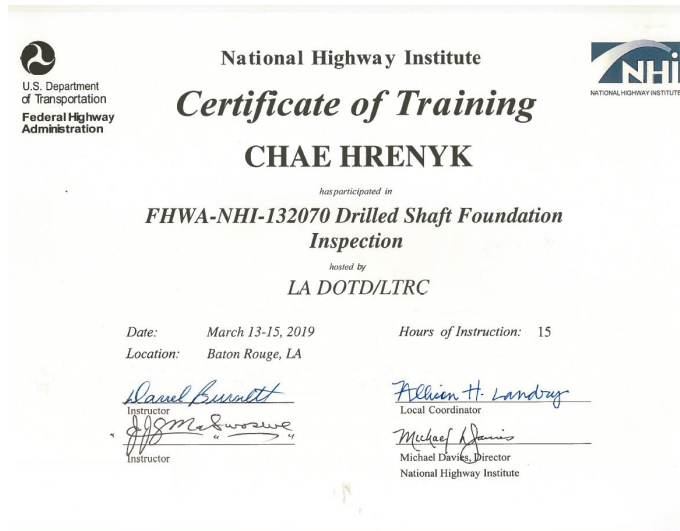 U.S. Department
of Transportation
Federal Highway
Administration
National Highway Institute
NHi
NATIONAL HIGHWAY INSTITUTE
Certificate of Training
CHAE HRENYK
has participated in
FHWA-NHI-132070 Drilled Shaft Foundation
Inspection
hosted by
LA DOTD/LTRC
Date: March 13-15, 2019
Hours of Instruction: 15
Location: Baton Rouge, LA
Darrel Burnett
Instructor
Allison H. Landry
Local Coordinator
Instructor
Michael Davies
Michael Davies, Director
National Highway Institute